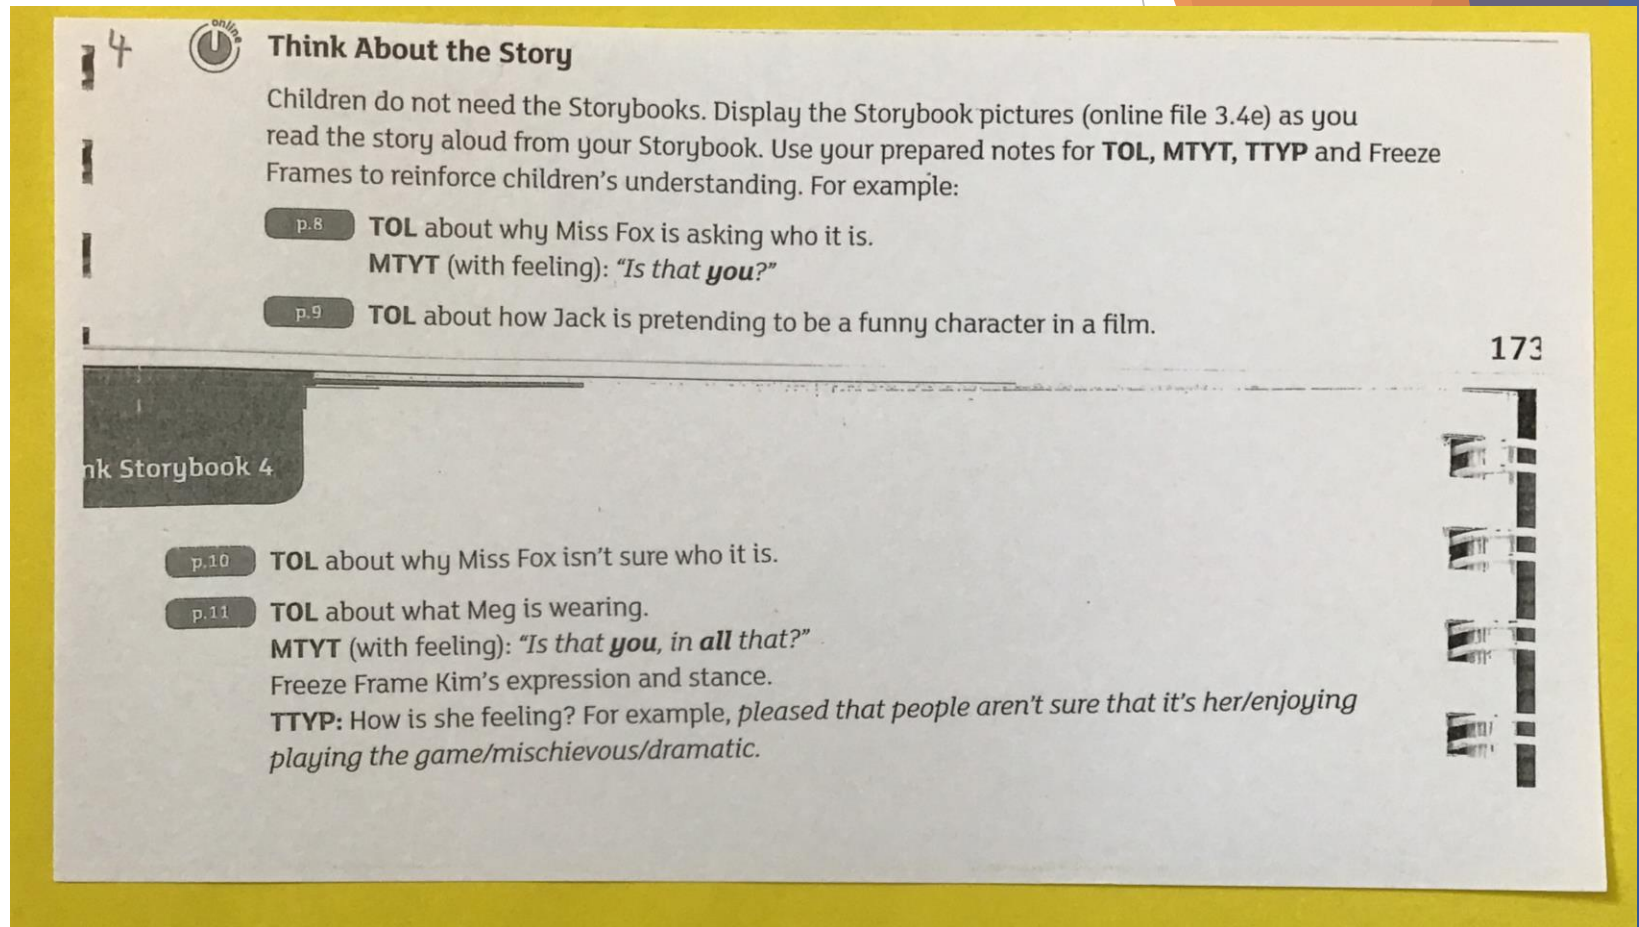 4
online
Think About the Story
Children do not need the Storybooks. Display the Storybook pictures (online file 3.4e) as you
read the story aloud from your Storybook. Use your prepared notes for TOL, MTYT, TTYP and Freeze
Frames to reinforce children's understanding. For example:
p.8 TOL about why Miss Fox is asking who it is.
MTYT (with feeling): “Is that you?”
p.9 TOL about how Jack is pretending to be a funny character in a film.
173
nk Storybook 4
p.10 TOL about why Miss Fox isn't sure who it is.
p.11 TOL about what Meg is wearing.
MTYT (with feeling): “Is that you, in all that?”
Freeze Frame Kim's expression and stance.
TTYP: How is she feeling? For example, pleased that people aren't sure that it's her/enjoying
playing the game/mischievous/dramatic.